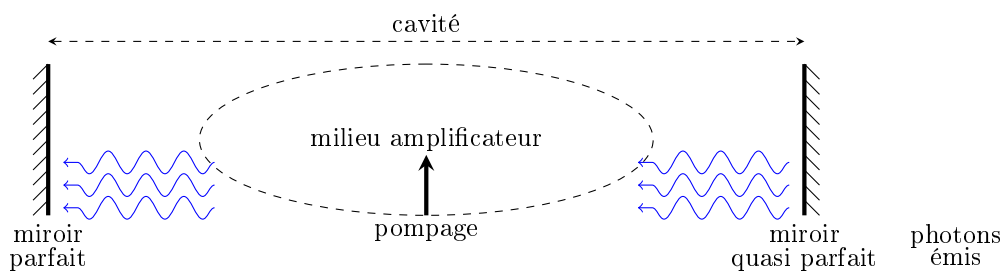 cavité
milieu amplificateur
pompage
miroir
parfait
miroir
quasi parfait
photons
émis